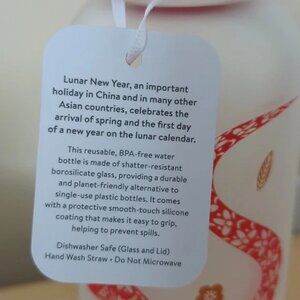 Lunar New Year, an important
holiday in China and in many other
Asian countries, celebrates the
arrival of spring and the first day
of a new year on the lunar calendar.
This reusable, BPA-free water
bottle is made of shatter-resistant
borosilicate glass, providing a durable
and planet-friendly alternative to
single-use plastic bottles. It comes
with a protective smooth-touch silicone
coating that makes it easy to grip,
helping to prevent spills.
Dishwasher Safe (Glass and Lid)
Hand Wash Straw • Do Not Microwave